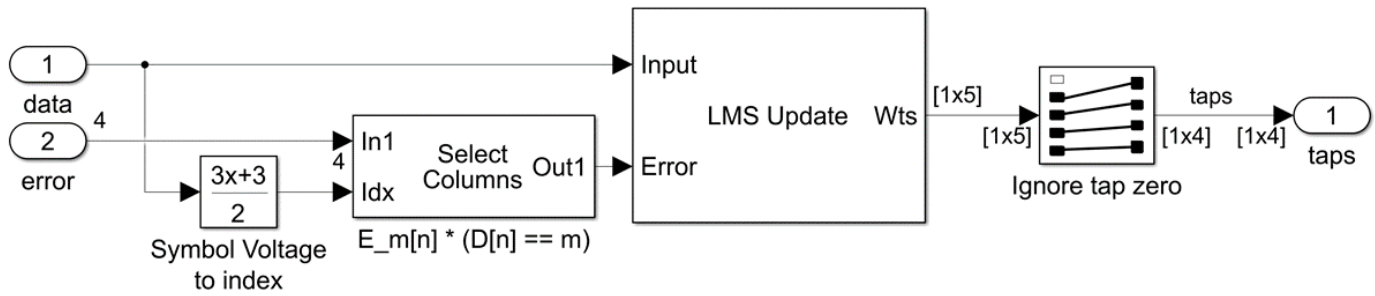 1
data
4
2
error
3x+3
2
Symbol Voltage
to index
In1
4
Idx
Select
Columns
Out1
E_m[n] * (D[n] == m)
Input
Error
LMS Update
Wts
[1x5]
[1x5]
Ignore tap zero
taps
[1x4]
[1x4]
1
taps